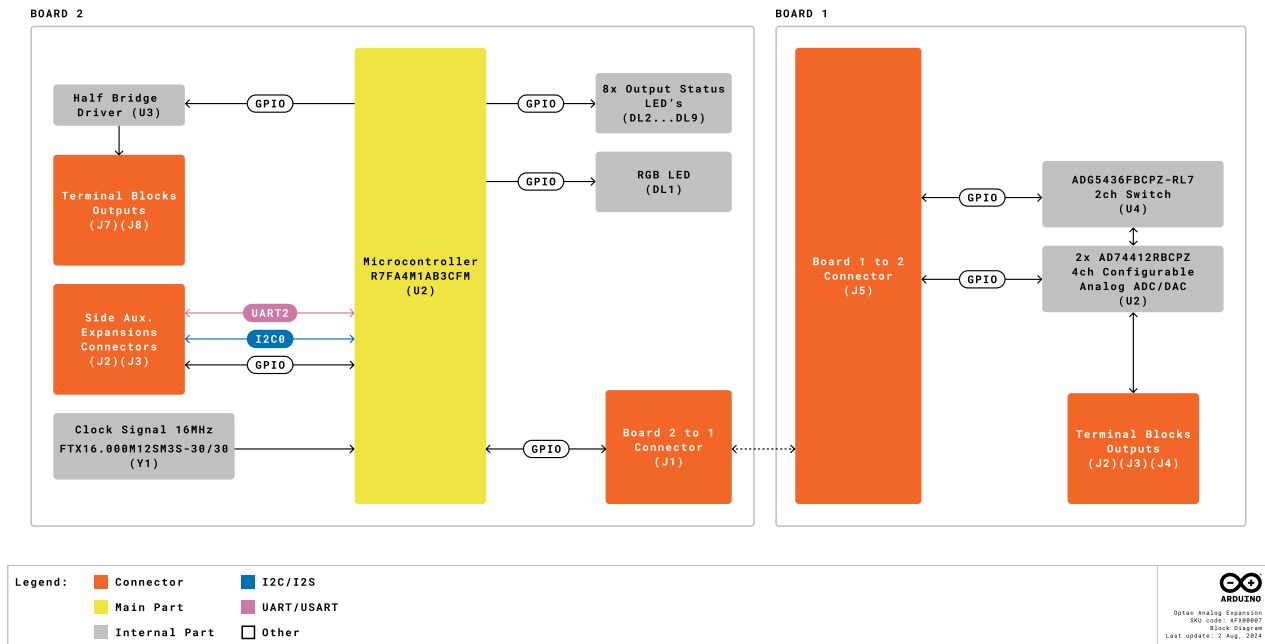 BOARD 2
BOARD 1
Half Bridge
Driver (U3)
GPIO
Terminal Blocks
Outputs
(J7)(J8)
Side Aux.
Expansions
Connectors
(J2)(J3)
UART2
I2C0
GPIO
Clock Signal 16MHz
FTX16.000M12SM3S-30/30
(Y1)
Microcontroller
R7FA4M1AB3CFM
(U2)
GPIO
8x Output Status
LED's
(DL2...DL9)
GPIO
RGB LED
(DL1)
GPIO
Board 2 to 1
Connector
(J1)
Board 1 to 2
Connector
(J5)
GPIO
ADG5436FBCPZ-RL7
2ch Switch
(U4)
GPIO
2x AD74412RBCPZ
4ch Configurable
Analog ADC/DAC
(U2)
Terminal Blocks
Outputs
(J2)(J3)(J4)
Legend:
Connector
Main Part
Internal Part
I2C/I2S
UART/USART
Other
ARDUINO
Opta® Analog Expansion
SKU code: AFX00007
Block Diagram
Last update: 2 Aug, 2024